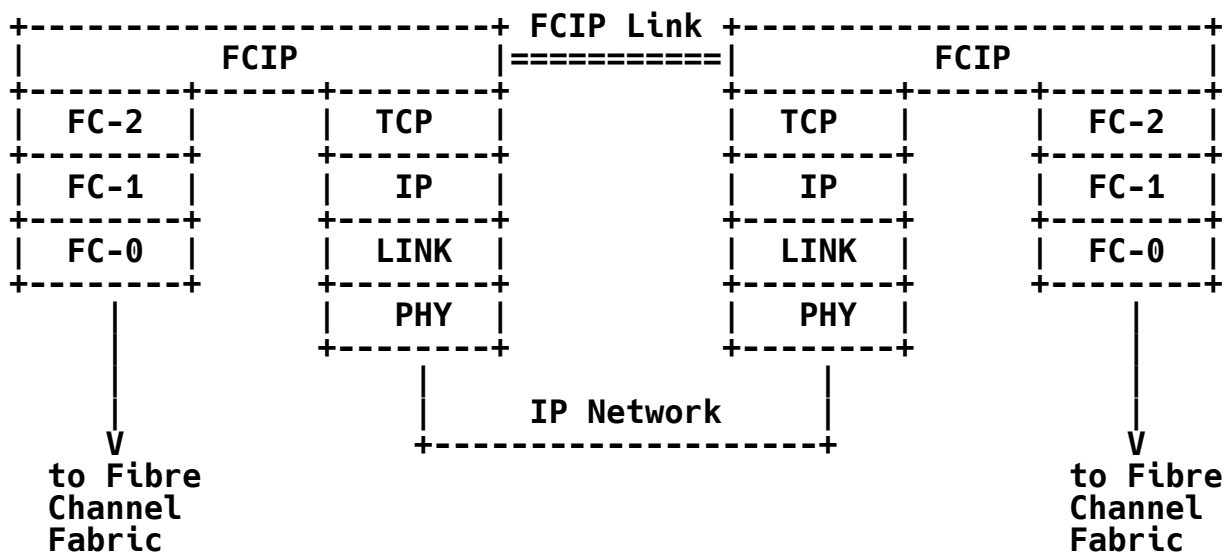 FCIP Link
FCIP FCIP
FC-2 TCP TCP FC-2
FC-1 IP IP FC-1
FC-0 LINK LINK FC-0
PHY PHY
IP Network
V V
to Fibre to Fibre
Channel Channel
Fabric Fabric